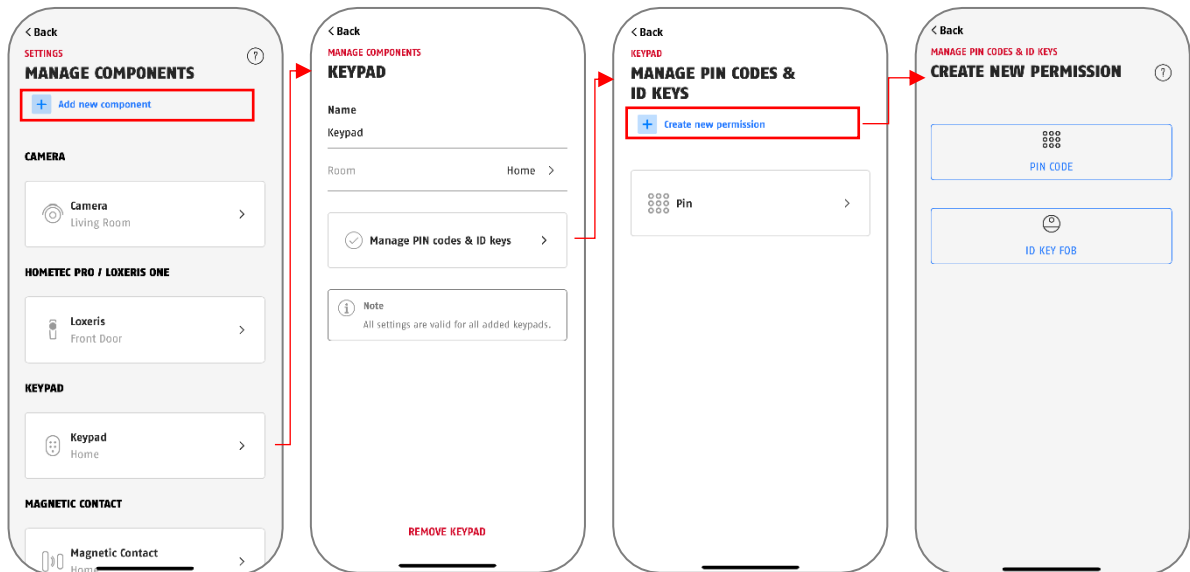 < Back
SETTINGS
?
MANAGE COMPONENTS
+ Add new component
CAMERA
Camera
Living Room
HOMETEC PRO / LOXERIS ONE
Loxeris
Front Door
KEYPAD
Keypad
Home
MAGNETIC CONTACT
Magnetic Contact
Home
< Back
MANAGE COMPONENTS
KEYPAD
Name
Keypad
Room Home >
Manage PIN codes & ID keys >
i Note
All settings are valid for all added keypads.
REMOVE KEYPAD
< Back
KEYPAD
MANAGE PIN CODES &
ID KEYS
+ Create new permission
Pin >
< Back
MANAGE PIN CODES & ID KEYS
CREATE NEW PERMISSION ?
PIN CODE
ID KEY FOB